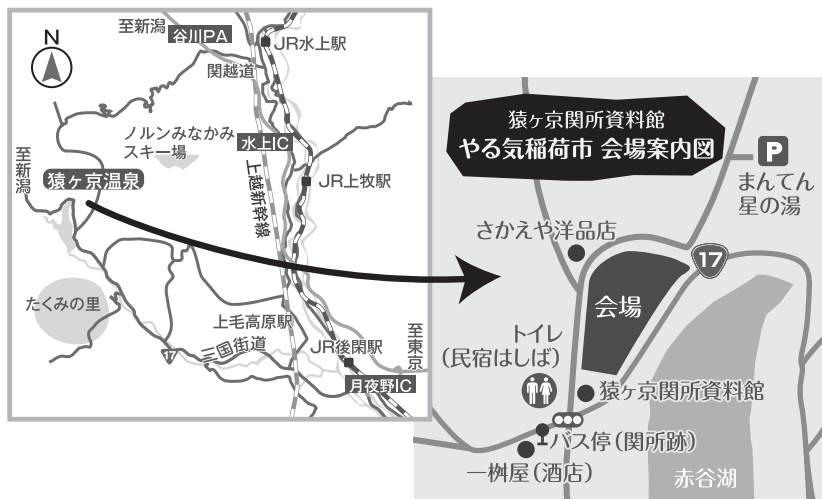 N
至新潟
谷川PA
JR水上駅
関越道
ノルンみなかみ
スキー場
水上IC
至新潟
猿ヶ京温泉
上越新幹線
JR上牧駅
たくみの里
上毛高原駅
三国街道
17
JR後閑駅
至東京
月夜野IC
猿ヶ京関所資料館
やる気稲荷市 会場案内図
P
まんてん
星の湯
さかえや洋品店
17
会場
トイレ
(民宿はしば)
猿ヶ京関所資料館
バス停(関所跡)
一桝屋(酒店)
赤谷湖